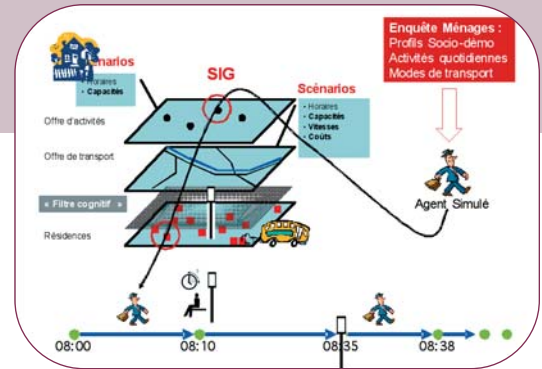 Enquête Ménages :
Profils Socio-démo
Activités quotidiennes
Modes de transport
narios
Horaires
Capacités
SIG
Scénarios
Horaires
Capacités
Vitesses
Coûts
Offre d'activités
Offre de transport
« Filtre cognitif »
Résidences
Agent Simulé
08:00
08:10
08:35
08:38